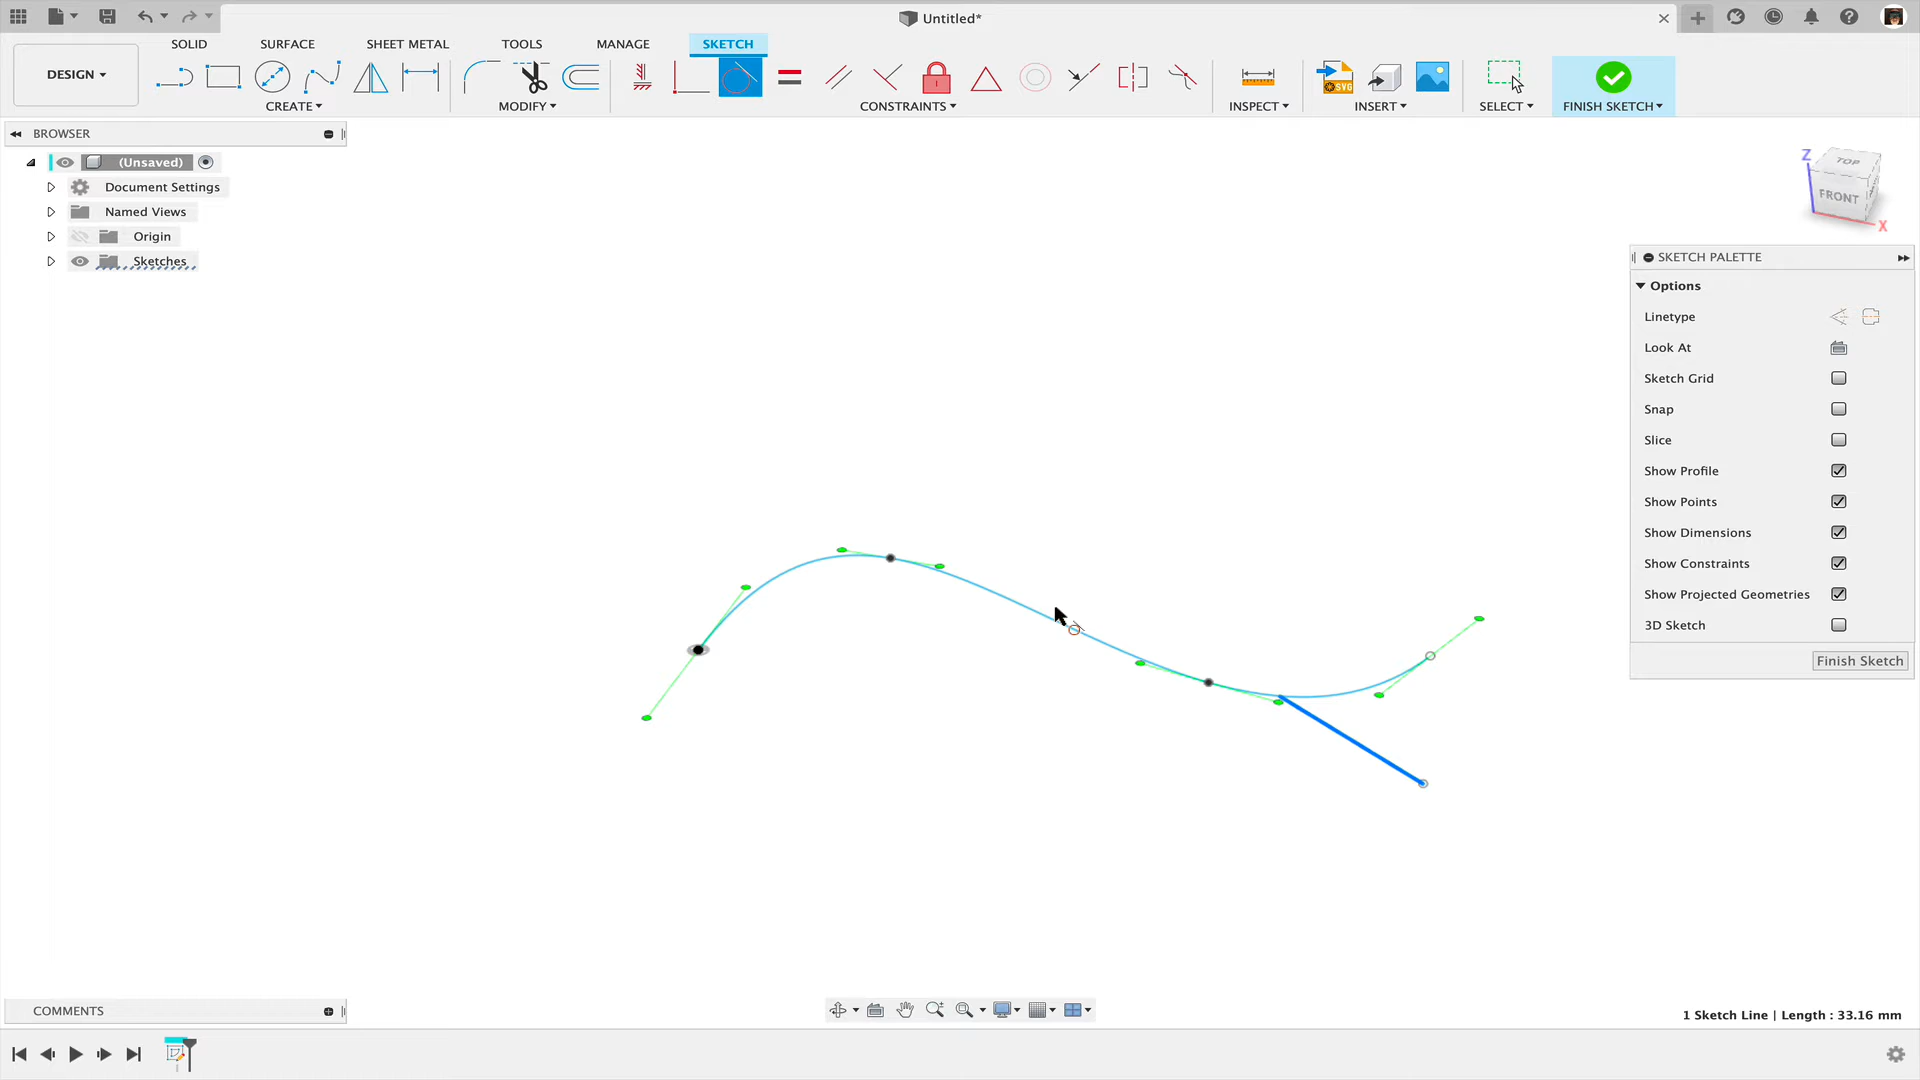 Untitled*
SOLID SURFACE SHEET METAL TOOLS MANAGE SKETCH
DESIGN
SVG
CREATE MODIFY CONSTRAINTS INSPECT INSERT SELECT FINISH SKETCH
BROWSER
(Unsaved)
Document Settings
Named Views
Origin
Sketches
Z
TOP
FRONT
X
SKETCH PALETTE
Options
Linetype
Look At
Sketch Grid
Snap
Slice
Show Profile
Show Points
Show Dimensions
Show Constraints
Show Projected Geometries
3D Sketch
Finish Sketch
COMMENTS
1 Sketch Line | Length : 33.16 mm